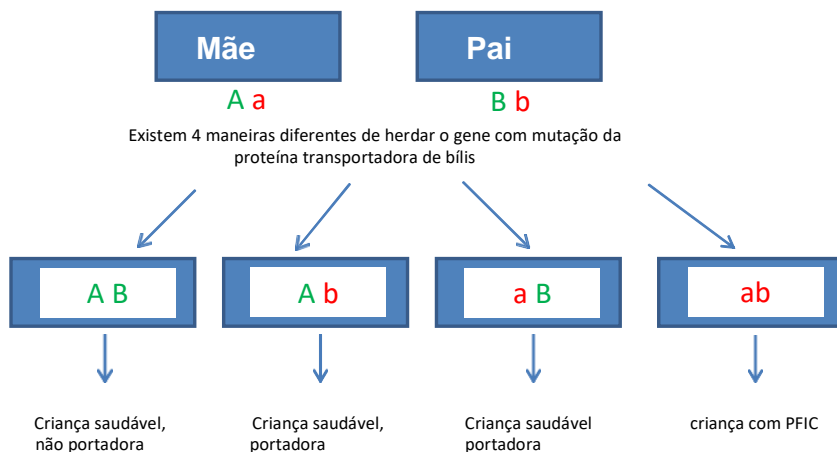 Mãe
Pai
A a
B b
Existem 4 maneiras diferentes de herdar o gene com mutação da
proteína transportadora de bílis
A B
A b
a B
ab
Criança saudável,
não portadora
Criança saudável,
portadora
Criança saudável
portadora
criança com PFIC